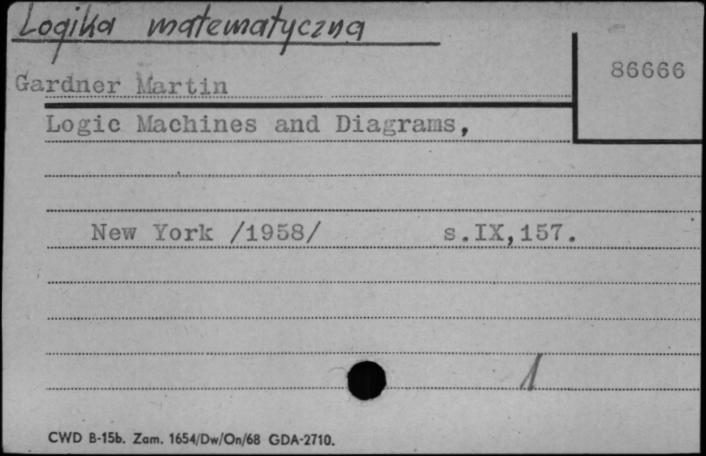 Logika matematyczna
86666
Gardner Martin
Logic Machines and Diagrams,
New York /1958/ s.IX,157.
1
CWD B-15b. Zam. 1654/Dw/On/68 GDA-2710.